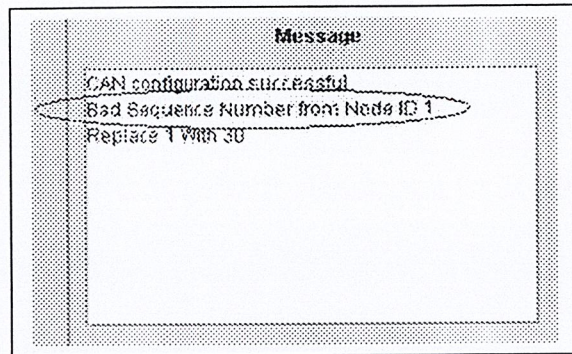 Message
CAN configuration successful
Bad Sequence Number from Node ID 1
Replace 1 With 30